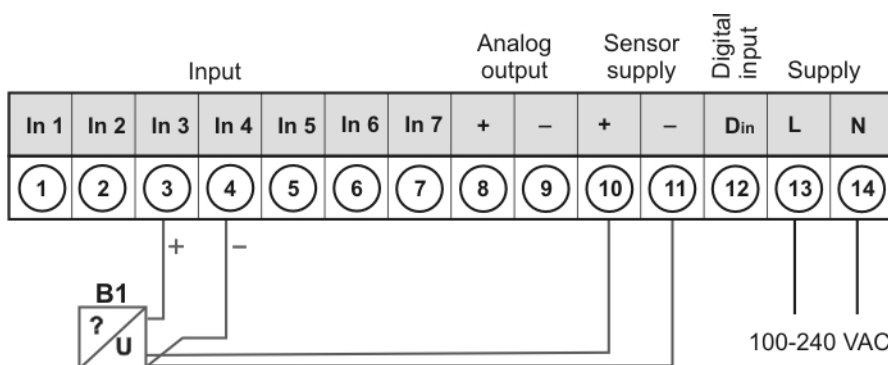 Input
Analog
output
Sensor
supply
Digital
input
Supply
In 1 In 2 In 3 In 4 In 5 In 6 In 7 + – + – Din L N
1 2 3 4 5 6 7 8 9 10 11 12 13 14
+ –
B1
?
U
100-240 VAC